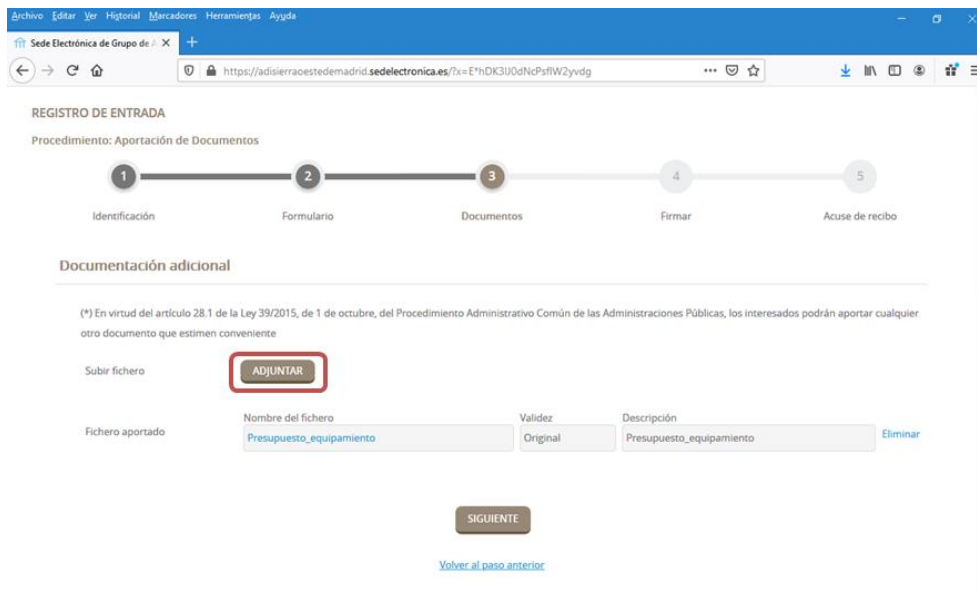 Archivo Editar Ver Historial Marcadores Herramientas Ayuda
Sede Electrónica de Grupo de
https://adisierraoestedemadrid.sedelectronica.es/?x=
REGISTRO DE ENTRADA
Procedimiento: Aportación de Documentos
1 2 3 4 5
Identificación Formulario Documentos Firmar Acuse de recibo
Documentación adicional
(*) En virtud del artículo 28.1 de la Ley 39/2015, de 1 de octubre, del Procedimiento Administrativo Común de las Administraciones Públicas, los interesados podrán aportar cualquier
otro documento que estimen conveniente
Subir fichero ADJUNTAR
Nombre del fichero Validez Descripción
Fichero aportado Presupuesto_equipamiento Original Presupuesto_equipamiento Eliminar
SIGUIENTE
Volver al paso anterior